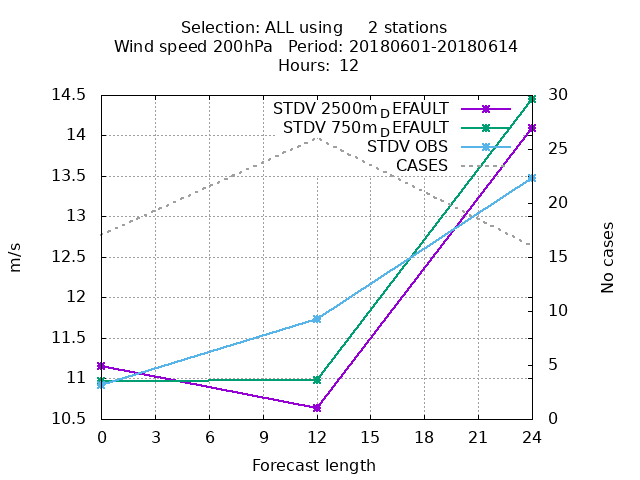 Selection: ALL using     2 stations
Wind speed 200hPa   Period: 20180601-20180614
Hours: 12
STDV 2500m_DEFAULT
STDV 750m_DEFAULT
STDV OBS
CASES
14.5
14
13.5
13
12.5
12
11.5
11
10.5
m/s
30
25
20
15
10
5
0
No cases
0 3 6 9 12 15 18 21 24
Forecast length